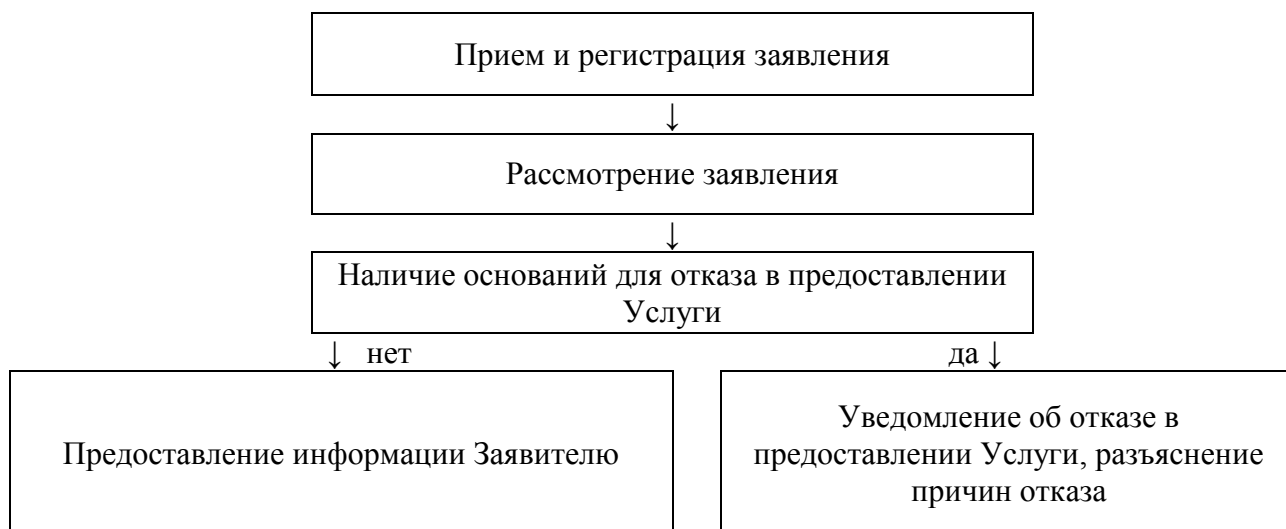 Прием и регистрация заявления
↓
Рассмотрение заявления
↓
Наличие оснований для отказа в предоставлении
Услуги
↓ нет
да ↓
Предоставление информации Заявителю
Уведомление об отказе в
предоставлении Услуги, разъяснение
причин отказа